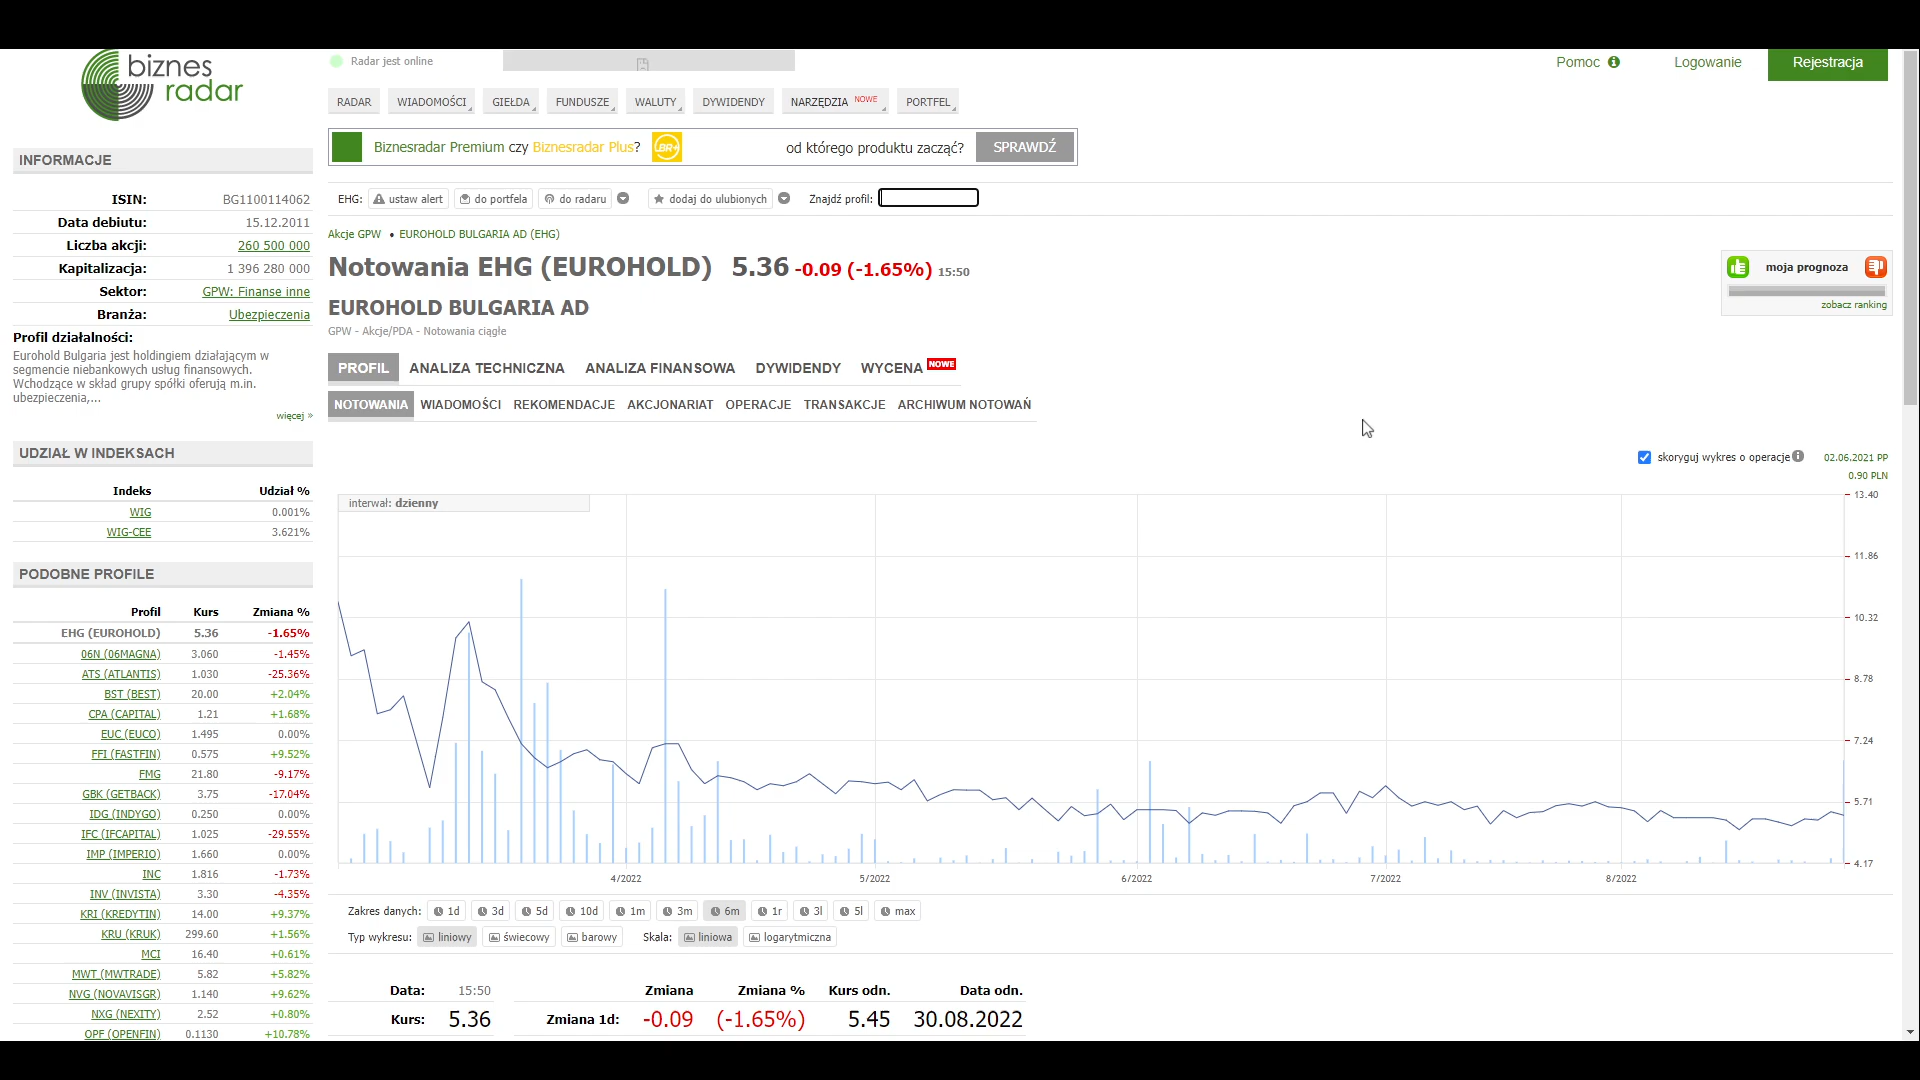 biznes
radar
Radar jest online
Pomoc
Logowanie
Rejestracja
RADAR
WIADOMOŚCI
GIEŁDA
FUNDUSZE
WALUTY
DYWIDENDY
NARZĘDZIA NOWE
PORTFEL
Biznesradar Premium czy Biznesradar Plus? BR+ od którego produktu zacząć? SPRAWDŹ
EHG: ustaw alert do portfela do radaru dodaj do ulubionych Znajdź profil:
Akcje GPW • EUROHOLD BULGARIA AD (EHG)
Notowania EHG (EUROHOLD) 5.36 -0.09 (-1.65%) 15:50
moja prognoza
zobacz ranking
EUROHOLD BULGARIA AD
GPW - Akcje/PDA - Notowania ciągłe
PROFIL ANALIZA TECHNICZNA ANALIZA FINANSOWA DYWIDENDY WYCENA NOWE
NOTOWANIA WIADOMOŚCI REKOMENDACJE AKCJONARIAT OPERACJE TRANSAKCJE ARCHIWUM NOTOWAŃ
INFORMACJE
ISIN: BG1100114062
Data debiutu: 15.12.2011
Liczba akcji: 260 500 000
Kapitalizacja: 1 396 280 000
Sektor: GPW: Finanse inne
Branża: Ubezpieczenia
Profil działalności:
Eurohold Bulgaria jest holdingiem działającym w
segmencie niebankowych usług finansowych.
Wchodzące w skład grupy spółki oferują m.in.
ubezpieczenia,...
więcej »
UDZIAŁ W INDEKSACH
Indeks Udział %
WIG 0.001%
WIG-CEE 3.621%
PODOBNE PROFILE
Profil Kurs Zmiana %
EHG (EUROHOLD) 5.36 -1.65%
06N (06MAGNA) 3.060 -1.45%
ATS (ATLANTIS) 1.030 -25.36%
BST (BEST) 20.00 +2.04%
CPA (CAPITAL) 1.21 +1.68%
EUC (EUCO) 1.495 0.00%
FFI (FASTFIN) 0.575 +9.52%
FMG 21.80 -9.17%
GBK (GETBACK) 3.75 -17.04%
IDG (INDYGO) 0.250 0.00%
IFC (IFCAPITAL) 1.025 -29.55%
IMP (IMPERIO) 1.660 0.00%
INC 1.816 -1.73%
INV (INVISTA) 3.30 -4.35%
KRI (KREDYTIN) 14.00 +9.37%
KRU (KRUK) 299.60 +1.56%
MCI 16.40 +0.61%
MWT (MWTRADE) 5.82 +5.82%
NVG (NOVAVISGR) 1.140 +9.62%
NXG (NEXITY) 2.52 +0.80%
OPF (OPENFIN) 0.1130 +10.78%
skoryguj wykres o operacje 02.06.2021 PP
0.90 PLN
interwał: dzienny
13.40
11.86
10.32
8.78
7.24
5.71
4.17
4/2022 5/2022 6/2022 7/2022 8/2022
Zakres danych: 1d 3d 5d 10d 1m 3m 6m 1r 3l 5l max
Typ wykresu: liniowy świecowy barowy Skala: liniowa logarytmiczna
Data: 15:50 Zmiana Zmiana % Kurs odn. Data odn.
Kurs: 5.36 Zmiana 1d: -0.09 (-1.65%) 5.45 30.08.2022